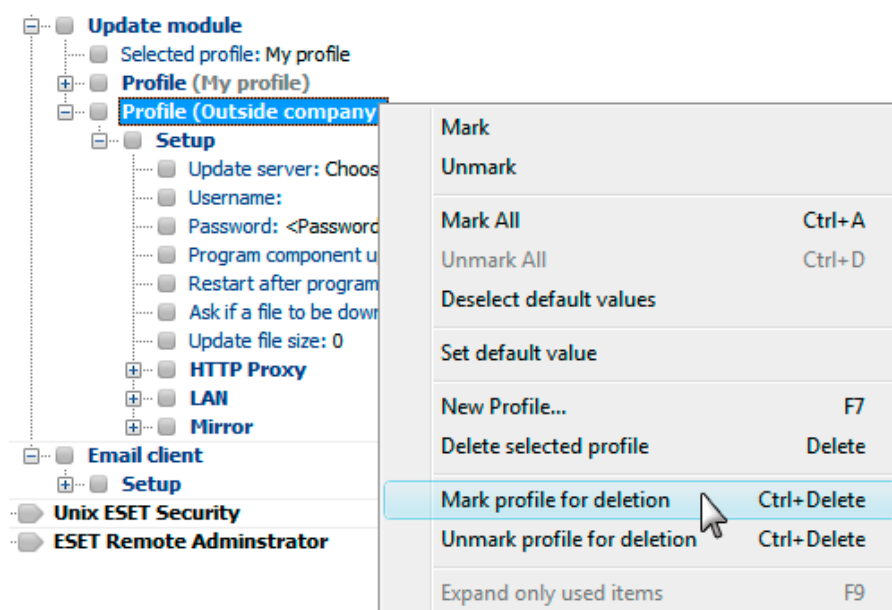 Update module
Selected profile: My profile
Profile (My profile)
Profile (Outside company)
Setup
Update server: Choos
Username:
Password: <Password
Program component u
Restart after program
Ask if a file to be dowr
Update file size: 0
HTTP Proxy
LAN
Mirror
Email client
Setup
Unix ESET Security
ESET Remote Adminstrator
Mark
Unmark
Mark All Ctrl+A
Unmark All Ctrl+D
Deselect default values
Set default value
New Profile... F7
Delete selected profile Delete
Mark profile for deletion Ctrl+Delete
Unmark profile for deletion Ctrl+Delete
Expand only used items F9